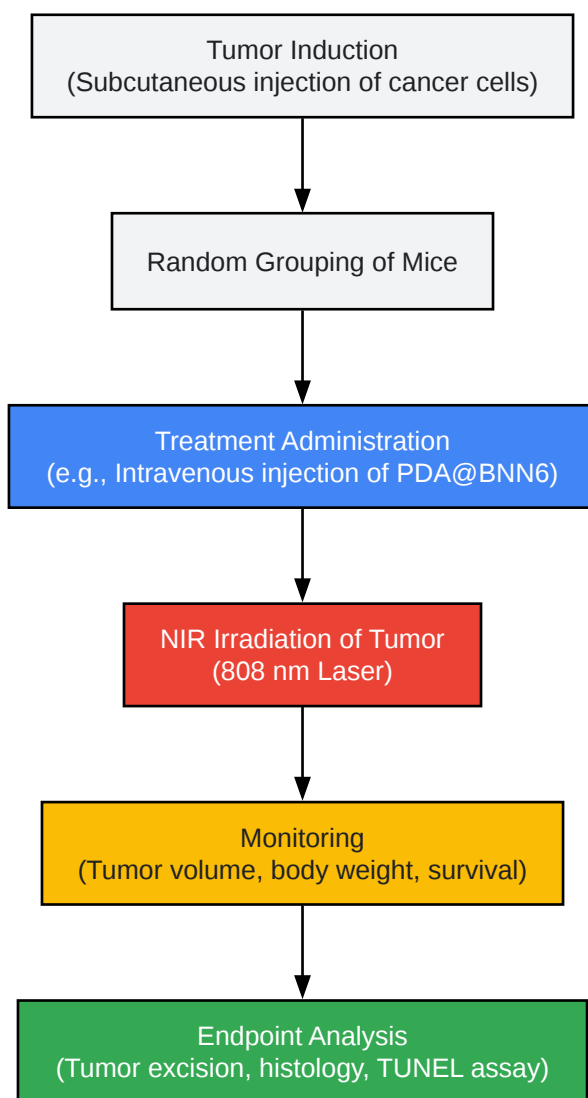 Tumor Induction
(Subcutaneous injection of cancer cells)
Random Grouping of Mice
Treatment Administration
(e.g., Intravenous injection of PDA@BNN6)
NIR Irradiation of Tumor
(808 nm Laser)
Monitoring
(Tumor volume, body weight, survival)
Endpoint Analysis
(Tumor excision, histology, TUNEL assay)